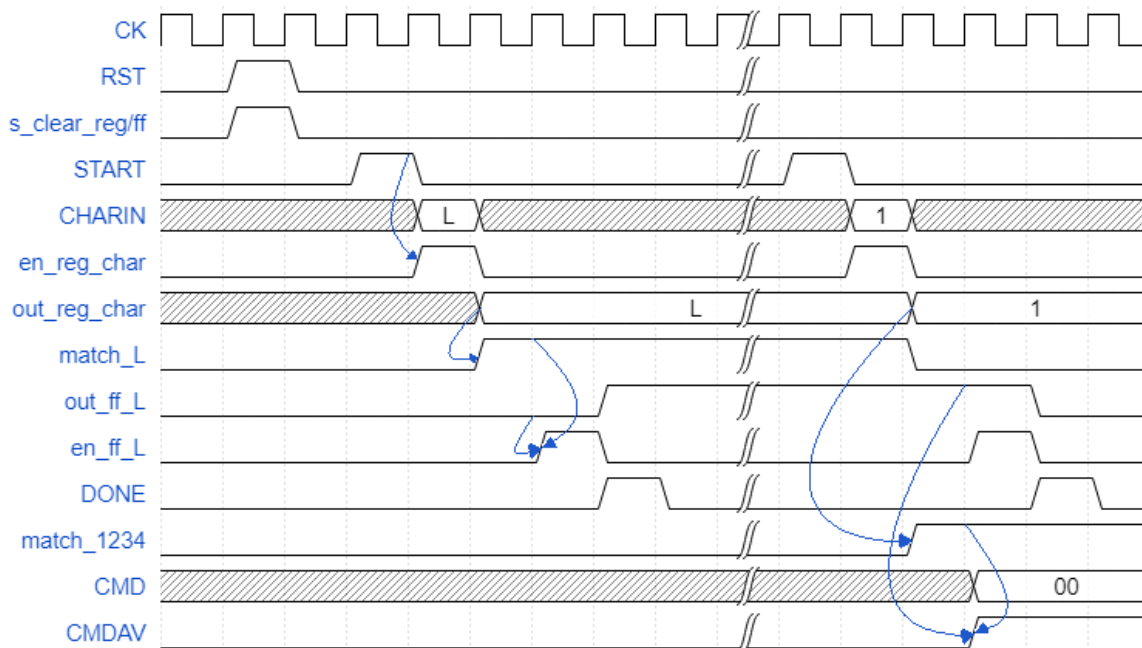 CK
RST
s_clear_reg/ff
START
CHARIN L 1
en_reg_char
out_reg_char L 1
match_L
out_ff_L
en_ff_L
DONE
match_1234
CMD 00
CMDAV